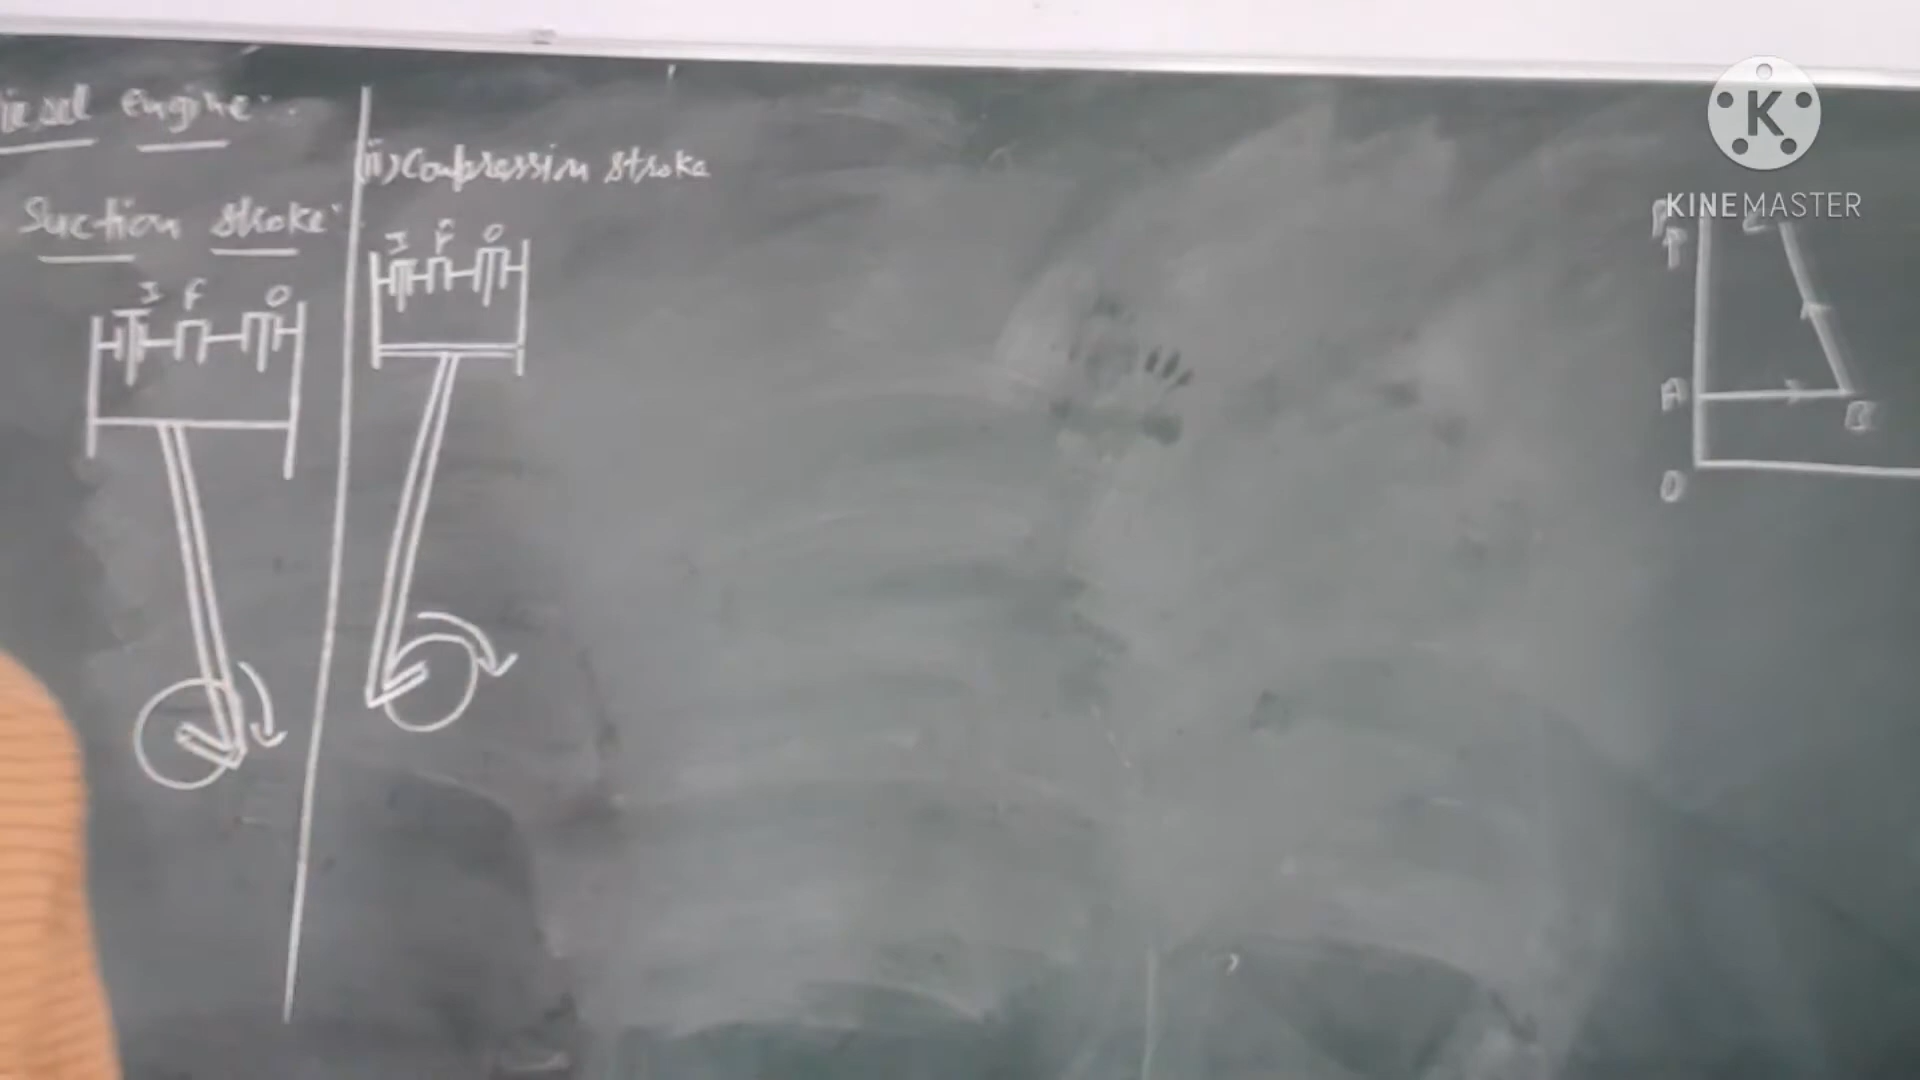 iesel engine:-
Suction stroke:-
I F O
(ii) Compression stroke
I F O
K
KINEMASTER
P
C
A
B
O